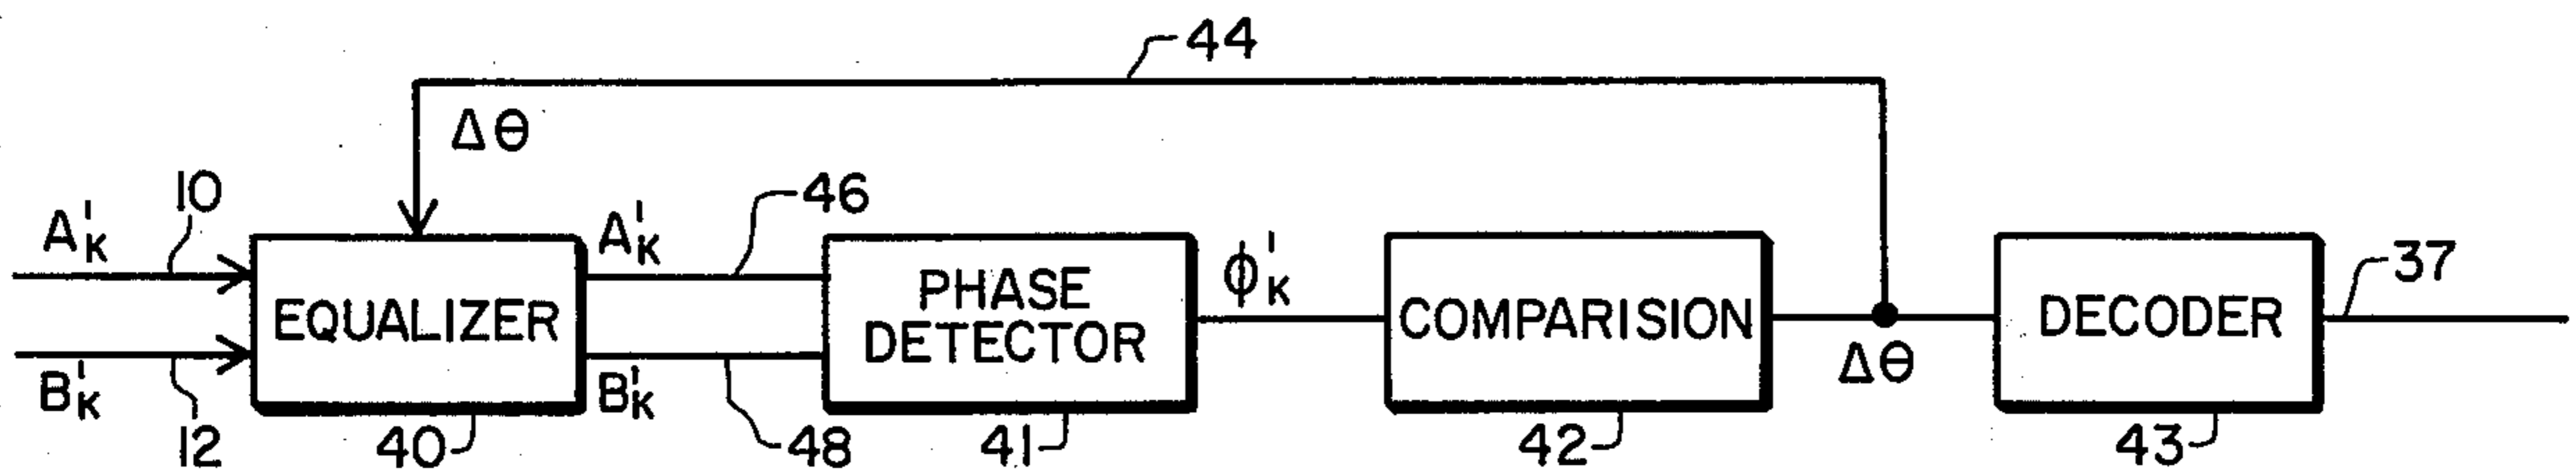 44
Δθ
10
A'K
46
A'K
EQUALIZER
PHASE
DETECTOR
ϕ'K
COMPARISION
Δθ
DECODER
37
B'K
12
40
B'K
48
41
42
43